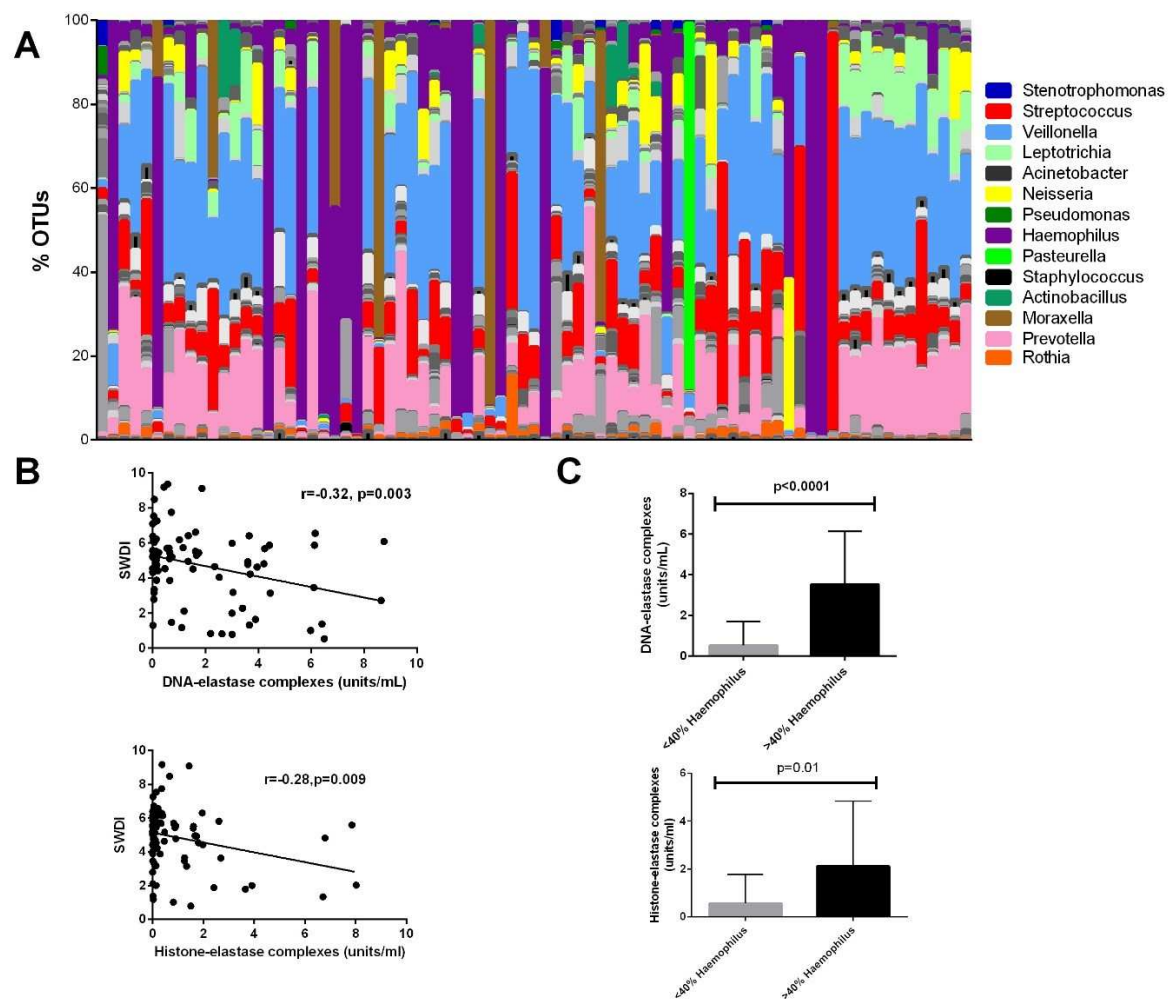 A
% OTUs
100
80
60
40
20
0
Stenotrophomonas
Streptococcus
Veillonella
Leptotrichia
Acinetobacter
Neisseria
Pseudomonas
Haemophilus
Pasteurella
Staphylococcus
Actinobacillus
Moraxella
Prevotella
Rothia
B
r=-0.32, p=0.003
SWDI
10
8
6
4
2
0
0 2 4 6 8 10
DNA-elastase complexes (units/mL)
r=-0.28,p=0.009
SWDI
10
8
6
4
2
0
0 2 4 6 8 10
Histone-elastase complexes (units/ml)
C
p<0.0001
DNA-elastase complexes
(units/mL)
8
6
4
2
0
<40% Haemophilus
>40% Haemophilus
p=0.01
Histone-elastase complexes
(units/ml)
6
4
2
0
<40% Haemophilus
>40% Haemophilus